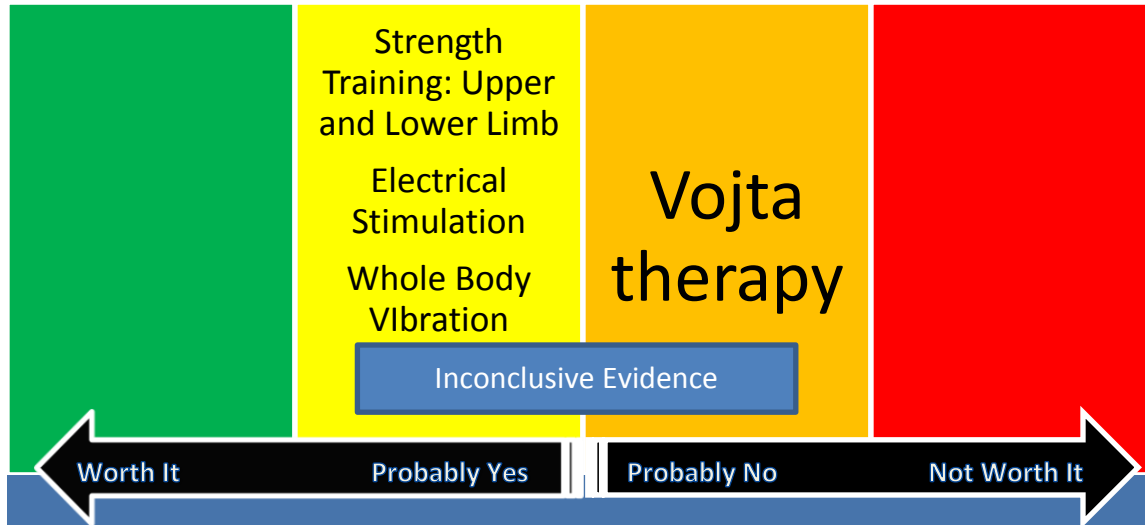 Strength
Training: Upper
and Lower Limb
Electrical
Stimulation
Whole Body
VIbration
Vojta
therapy
Inconclusive Evidence
Worth It
Probably Yes
Probably No
Not Worth It